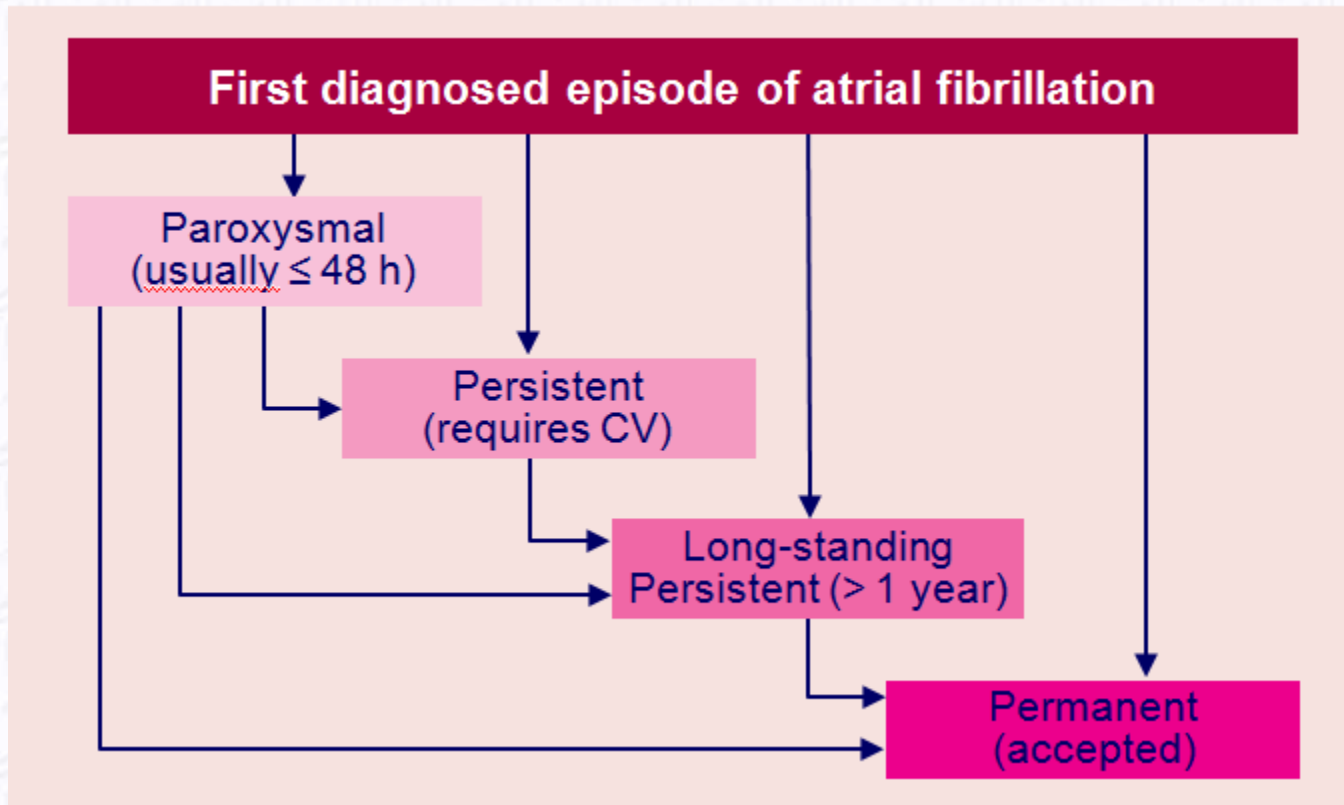 First diagnosed episode of atrial fibrillation
Paroxysmal
(usually ≤ 48 h)
Persistent
(requires CV)
Long-standing
Persistent (> 1 year)
Permanent
(accepted)